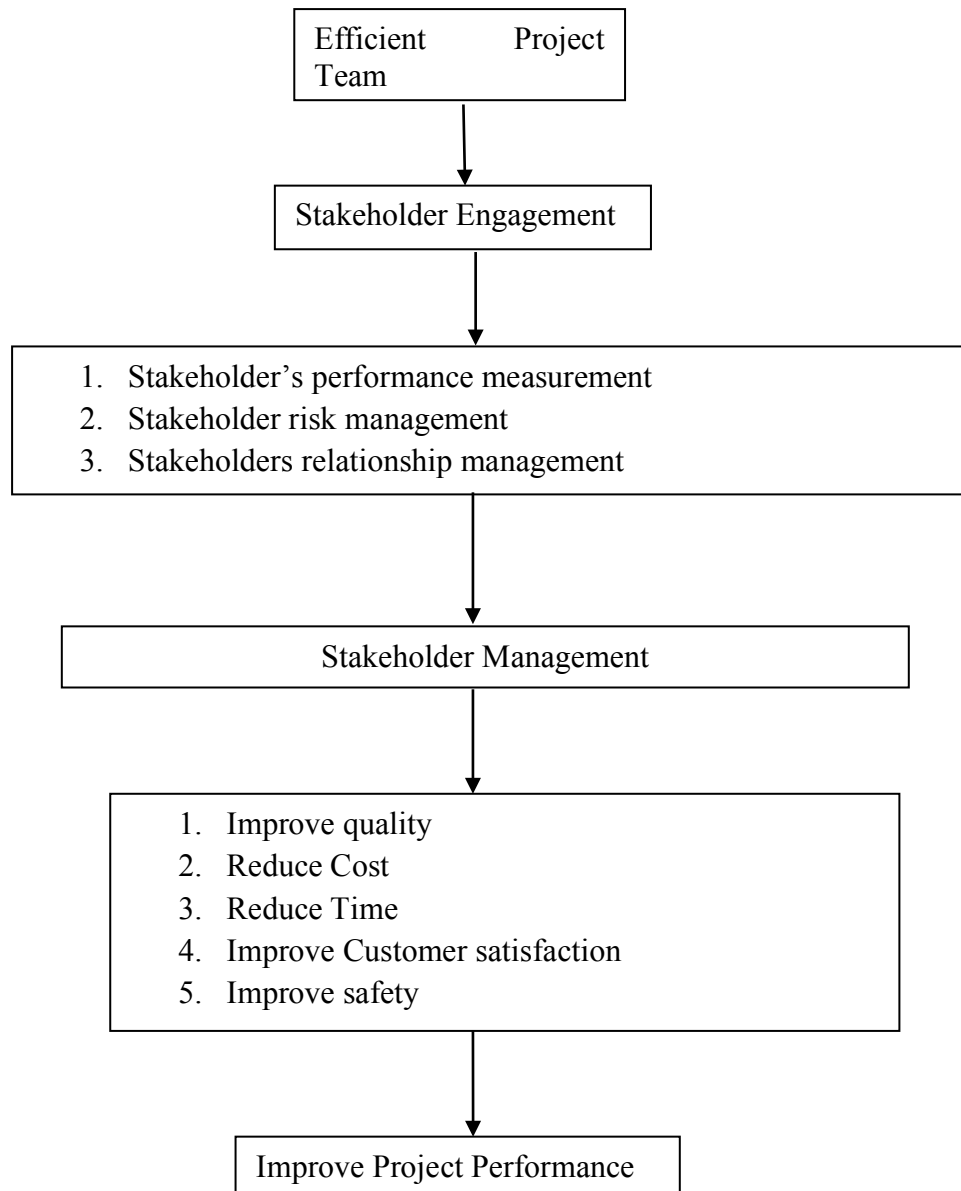 Efficient Project
Team
Stakeholder Engagement
1. Stakeholder’s performance measurement
2. Stakeholder risk management
3. Stakeholders relationship management
Stakeholder Management
1. Improve quality
2. Reduce Cost
3. Reduce Time
4. Improve Customer satisfaction
5. Improve safety
Improve Project Performance